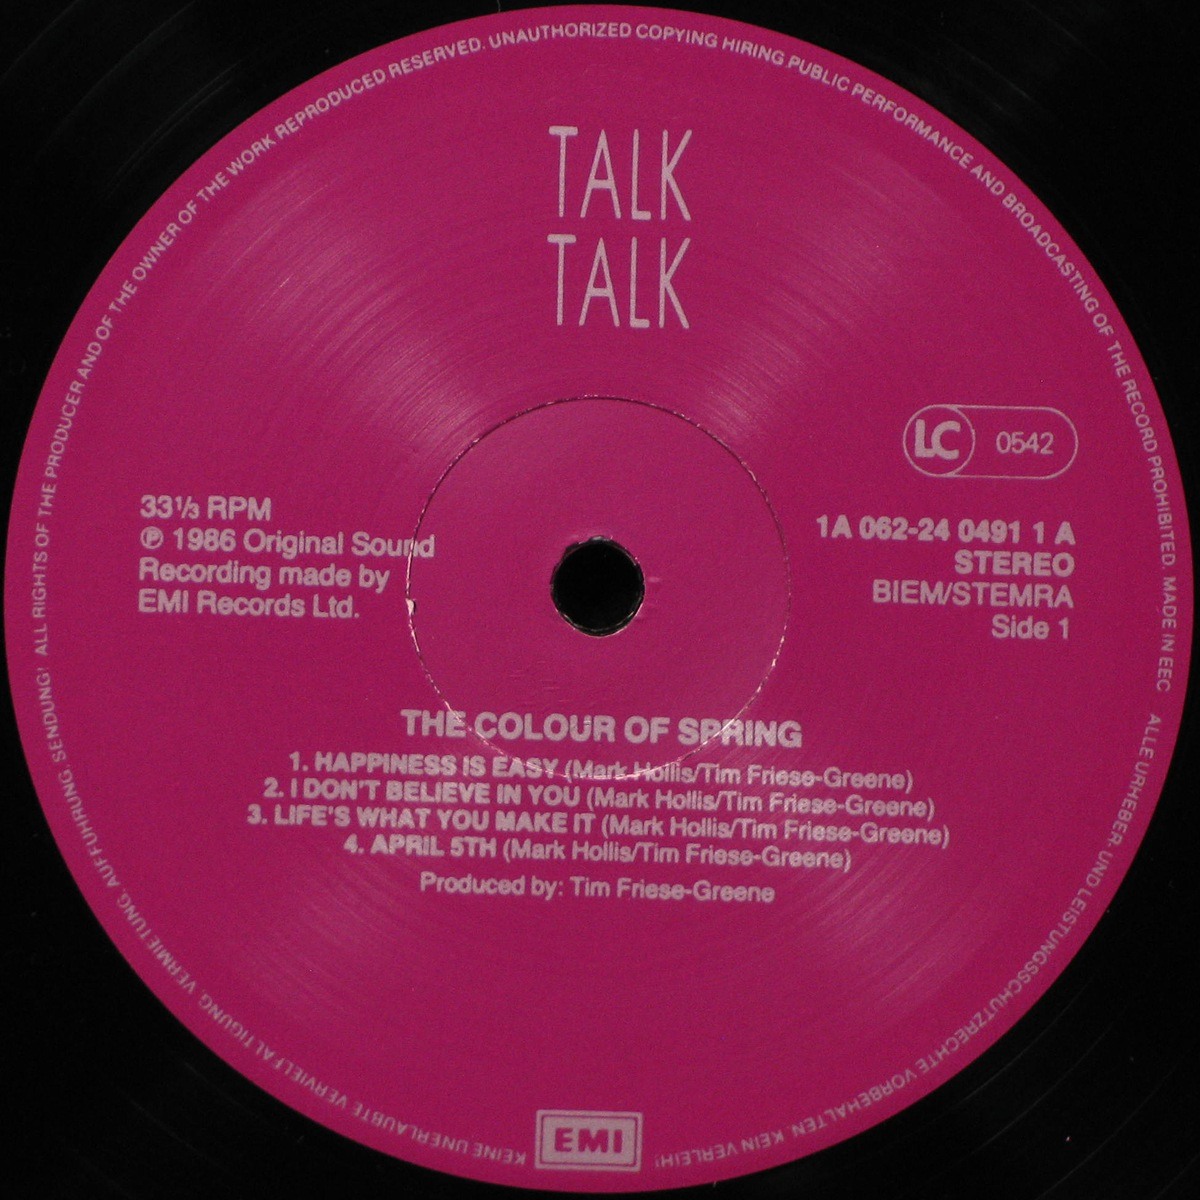 ALL RIGHTS OF THE PRODUCER AND OF THE OWNER OF THE WORK REPRODUCED RESERVED. UNAUTHORIZED COPYING HIRING PUBLIC PERFORMANCE AND BROADCASTING OF THE RECORD PROHIBITED. MADE IN EEC
TALK
TALK
LC 0542
33⅓ RPM
℗ 1986 Original Sound
Recording made by
EMI Records Ltd.
1A 062-24 0491 1 A
STEREO
BIEM/STEMRA
Side 1
THE COLOUR OF SPRING
1. HAPPINESS IS EASY (Mark Hollis/Tim Friese-Greene)
2. I DON'T BELIEVE IN YOU (Mark Hollis/Tim Friese-Greene)
3. LIFE'S WHAT YOU MAKE IT (Mark Hollis/Tim Friese-Greene)
4. APRIL 5TH (Mark Hollis/Tim Friese-Greene)
Produced by: Tim Friese-Greene
ALLE URHEBER- UND LEISTUNGSSCHUTZRECHTE VORBEHALTEN. KEIN VERLEIH!
EMI
KEINE UNERLAUBTE VERVIELFALTIGUNG, VERMIETUNG, AUFFUHRUNG, SENDUNG!